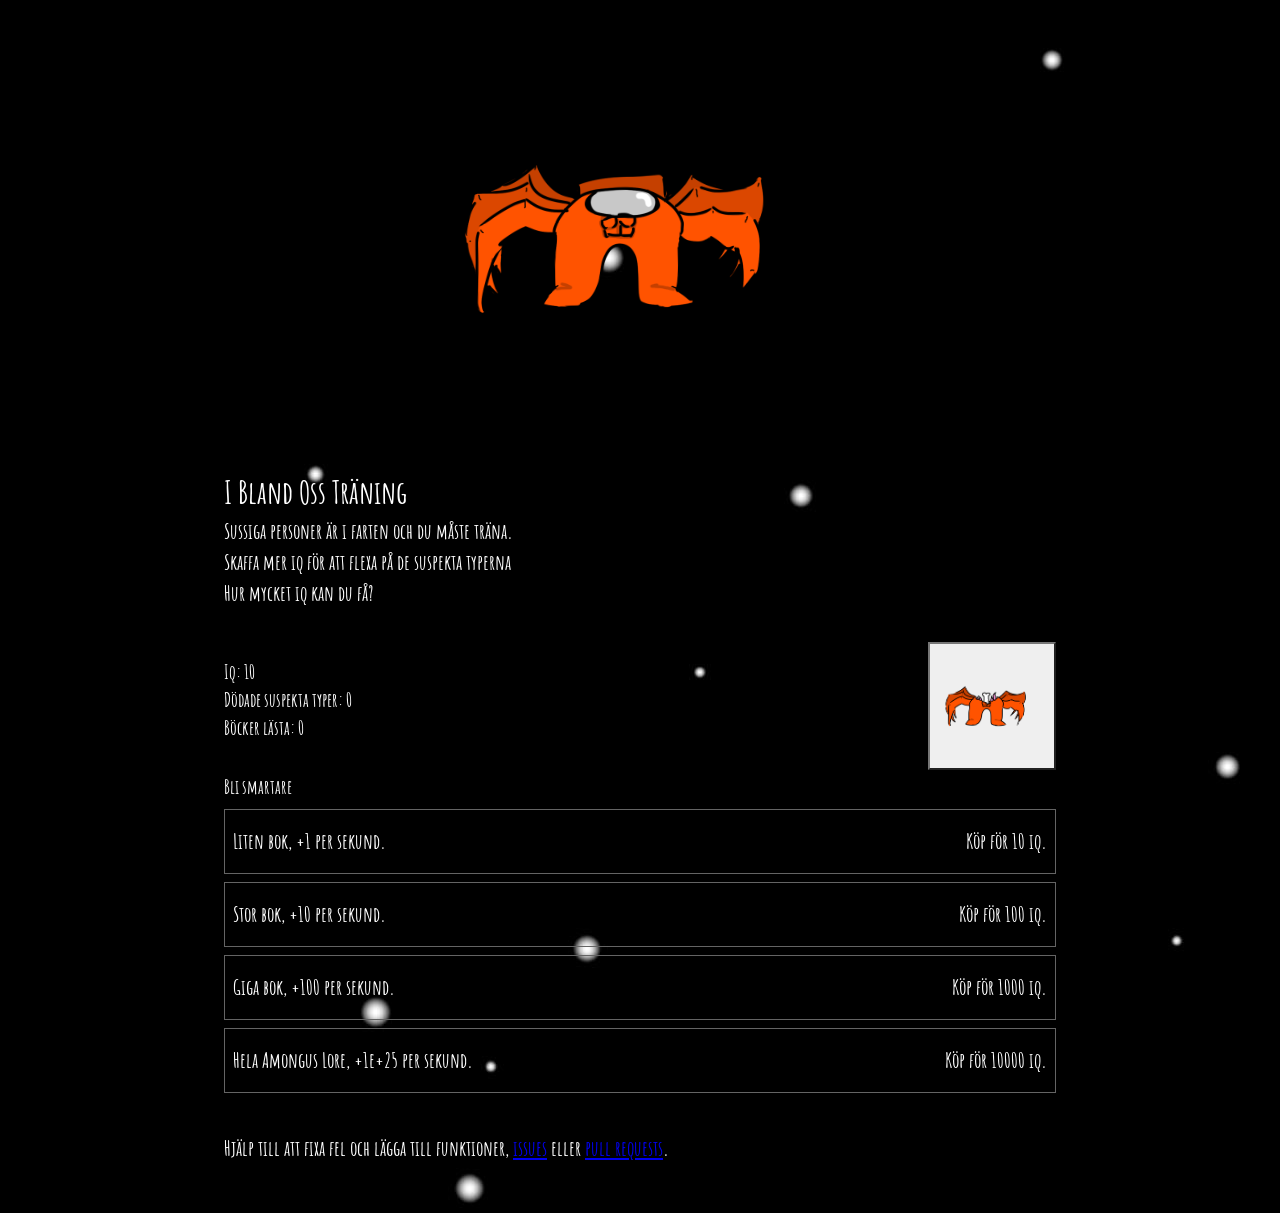 I Bland Oss Träning
Sussiga personer är i farten och du måste träna.
Skaffa mer iq för att flexa på de suspekta typerna
Hur mycket iq kan du få?
Iq: 10
Dödade suspekta typer: 0
Böcker lästa: 0
Bli smartare
Liten bok, +1 per sekund. Köp för 10 iq.
Stor bok, +10 per sekund. Köp för 100 iq.
Giga bok, +100 per sekund. Köp för 1000 iq.
Hela Amongus Lore, +1e+25 per sekund. Köp för 10000 iq.
Hjälp till att fixa fel och lägga till funktioner, issues eller pull requests.